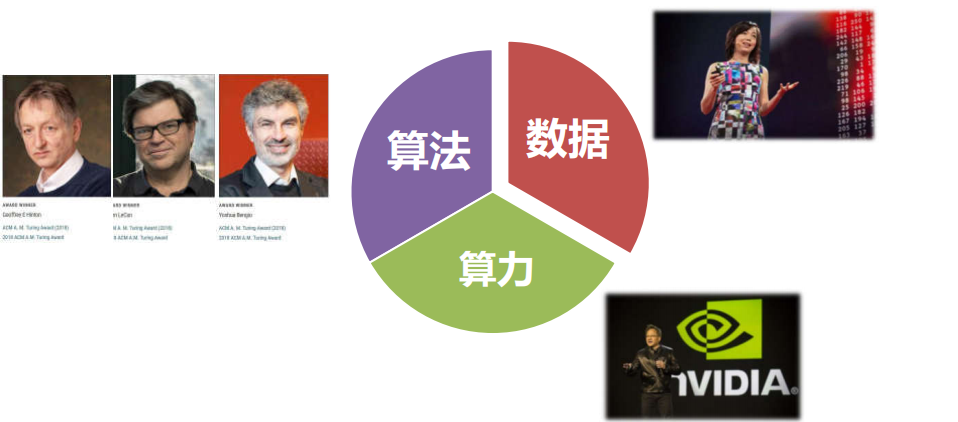 AWARD WINNER
Geoffrey E Hinton
ACM A. M. Turing Award (2018)
2018 ACM A.M. Turing Award
ARD WINNER
n LeCun
M A. M. Turing Award (2018)
8 ACM A.M. Turing Award
AWARD WINNER
Yoshua Bengio
ACM A. M. Turing Award (2018)
2018 ACM A.M. Turing Award
算法
数据
算力
NVIDIA.